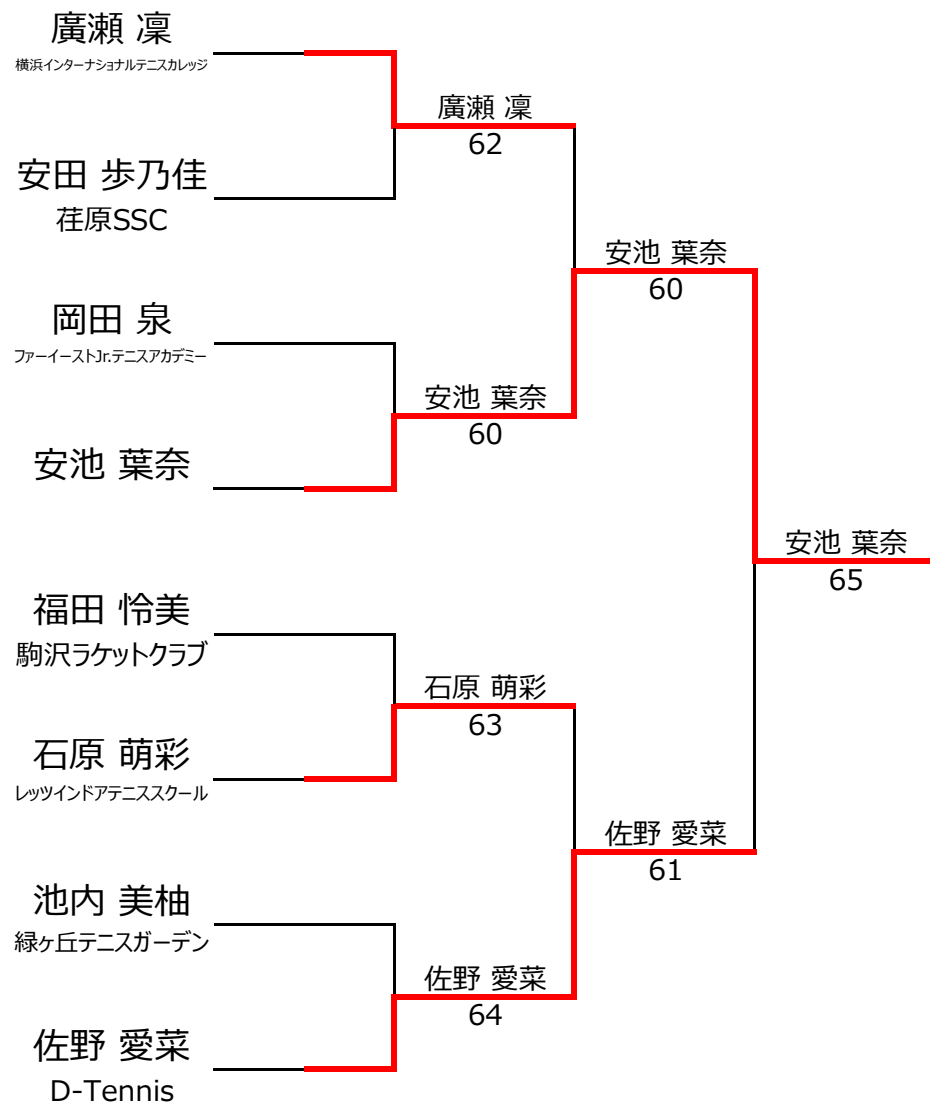 廣瀬 凜
横浜インターナショナルテニスカレッジ
廣瀬 凜
62
安田 歩乃佳
荏原SSC
安池 葉奈
60
岡田 泉
ファーイーストJr.テニスアカデミー
安池 葉奈
60
安池 葉奈
安池 葉奈
65
福田 怜美
駒沢ラケットクラブ
石原 萌彩
63
石原 萌彩
レッツインドアテニススクール
佐野 愛菜
61
池内 美柚
緑ヶ丘テニスガーデン
佐野 愛菜
64
佐野 愛菜
D-Tennis